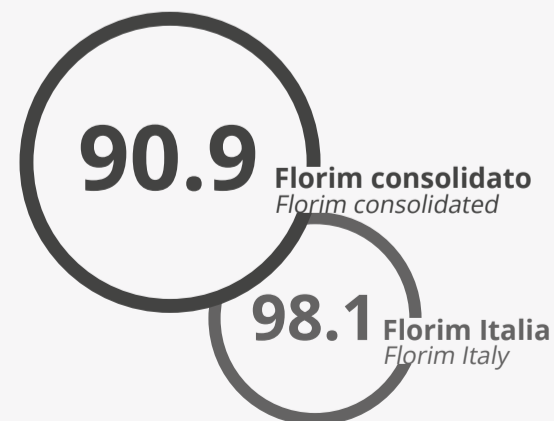 90.9
Florim consolidato
Florim consolidated
98.1
Florim Italia
Florim Italy